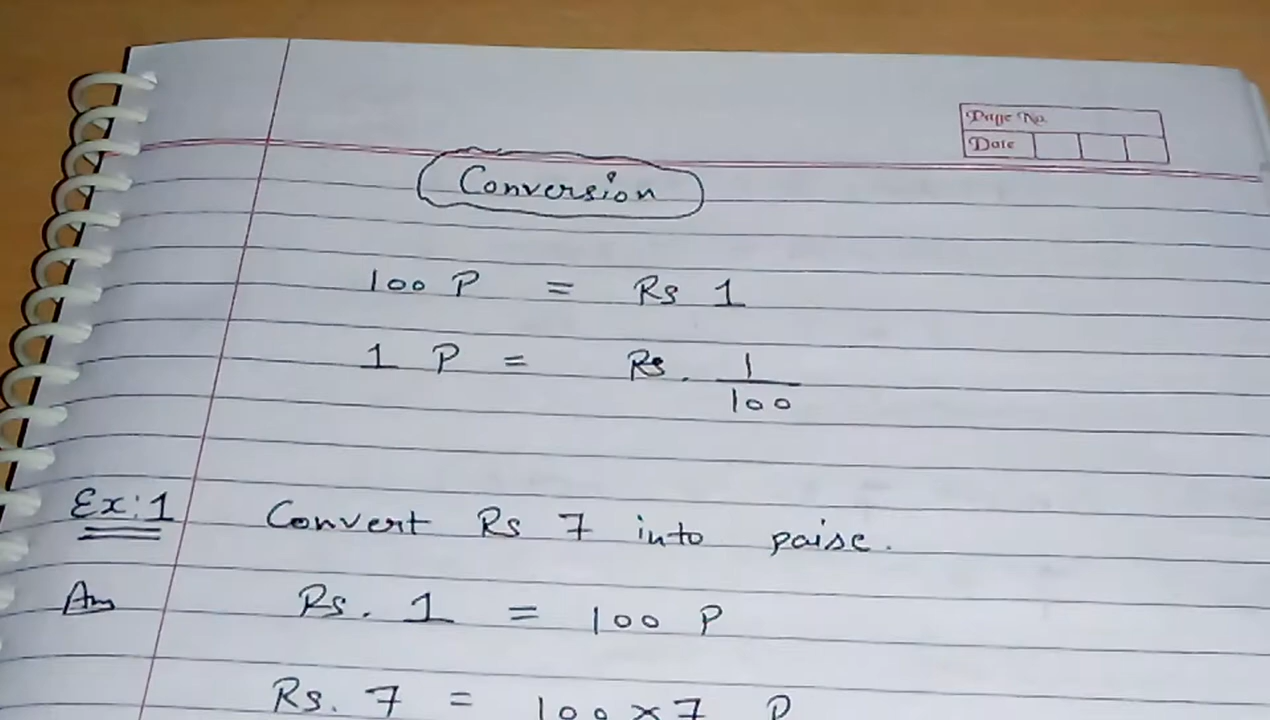 Page No.
Date
Conversion
100 P = Rs 1
1 P = Rs. 1/100
Ex:1 Convert Rs 7 into paise.
Ans Rs. 1 = 100 P
Rs. 7 = 100 x 7 P